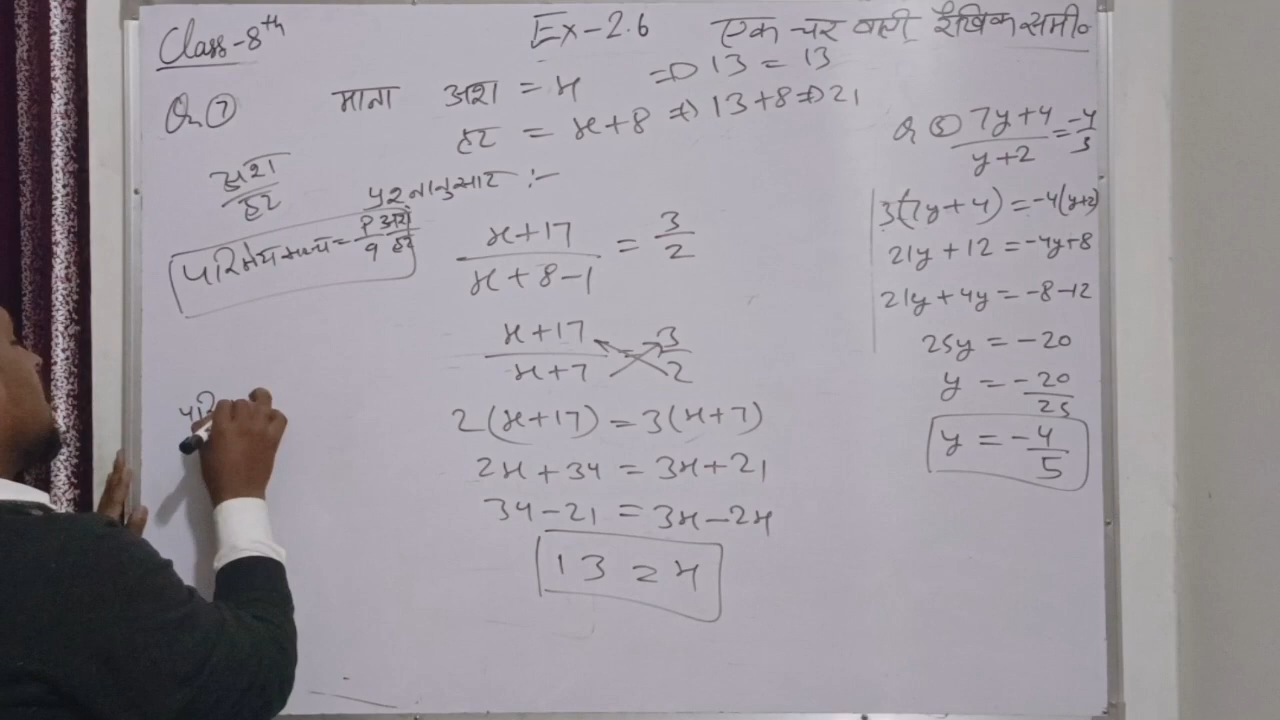 Class-8th
Ex-2.6
एक चर वाले रैखिक समी०
Qn ⑦
माना अंश = x ⇒ 13 = 13
हर = x+8 ⇒ 13+8 ⇒ 21
अंश
हर
प्रश्नानुसार :-
परिमेय संख्या = P/q अंश/हर
x+17/x+8-1 = 3/2
x+17/x+7 = 3/2
2(x+17) = 3(x+7)
2x+34 = 3x+21
34-21 = 3x-2x
13 = x
परि
Q ⑤ 7y+4/y+2 = -4/3
3(7y+4) = -4(y+2)
21y+12 = -4y+8
21y+4y = -8-12
25y = -20
y = -20/25
y = -4/5